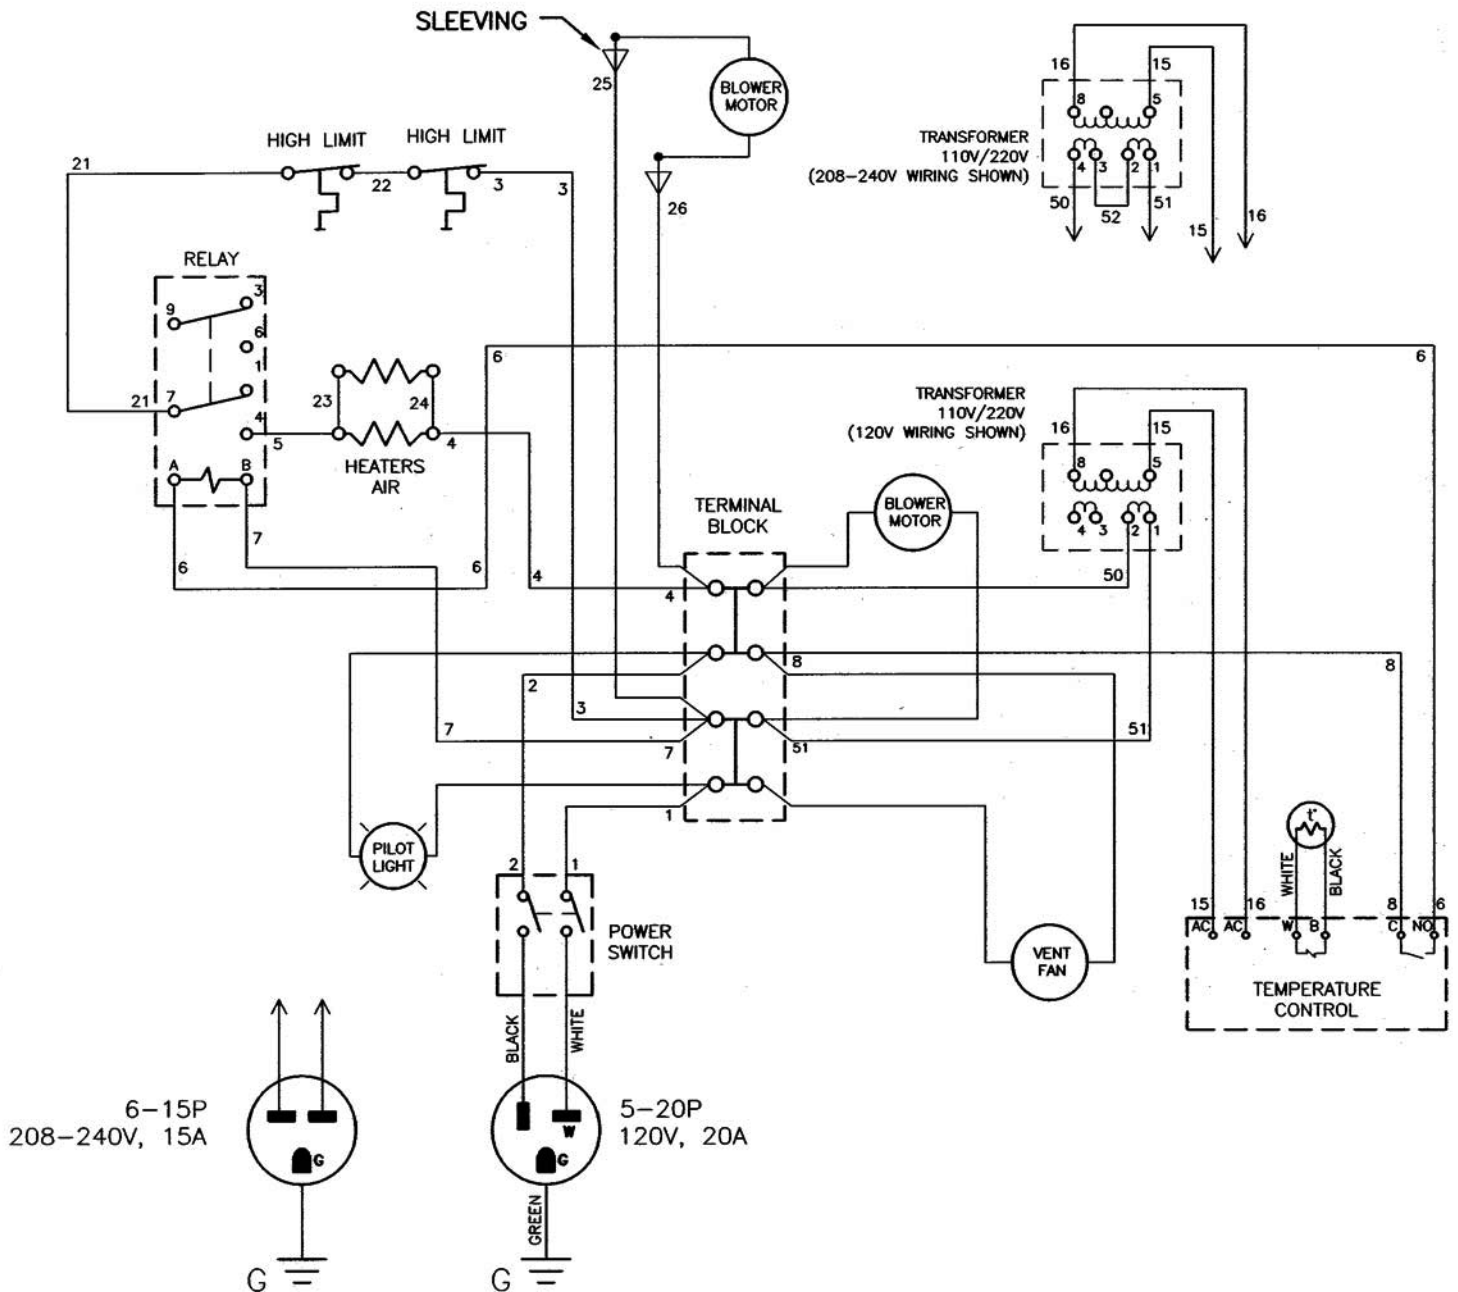 SLEEVING
25
BLOWER
MOTOR
26
HIGH LIMIT
HIGH LIMIT
21
22
3
3
16
15
8
5
TRANSFORMER
110V/220V
(208-240V WIRING SHOWN)
4
3
2
1
50
52
51
15
16
RELAY
3
9
6
1
21
7
4
5
23
24
4
HEATERS
AIR
A
B
7
6
6
6
6
TRANSFORMER
110V/220V
(120V WIRING SHOWN)
16
15
8
5
4
3
2
1
50
TERMINAL
BLOCK
BLOWER
MOTOR
4
4
8
8
2
3
7
7
51
51
1
PILOT
LIGHT
2
1
POWER
SWITCH
BLACK
WHITE
VENT
FAN
t°
WHITE
BLACK
15
16
8
6
AC
AC
W
B
C
NO
TEMPERATURE
CONTROL
6-15P
208-240V, 15A
G
G
5-20P
120V, 20A
W
G
GREEN
G